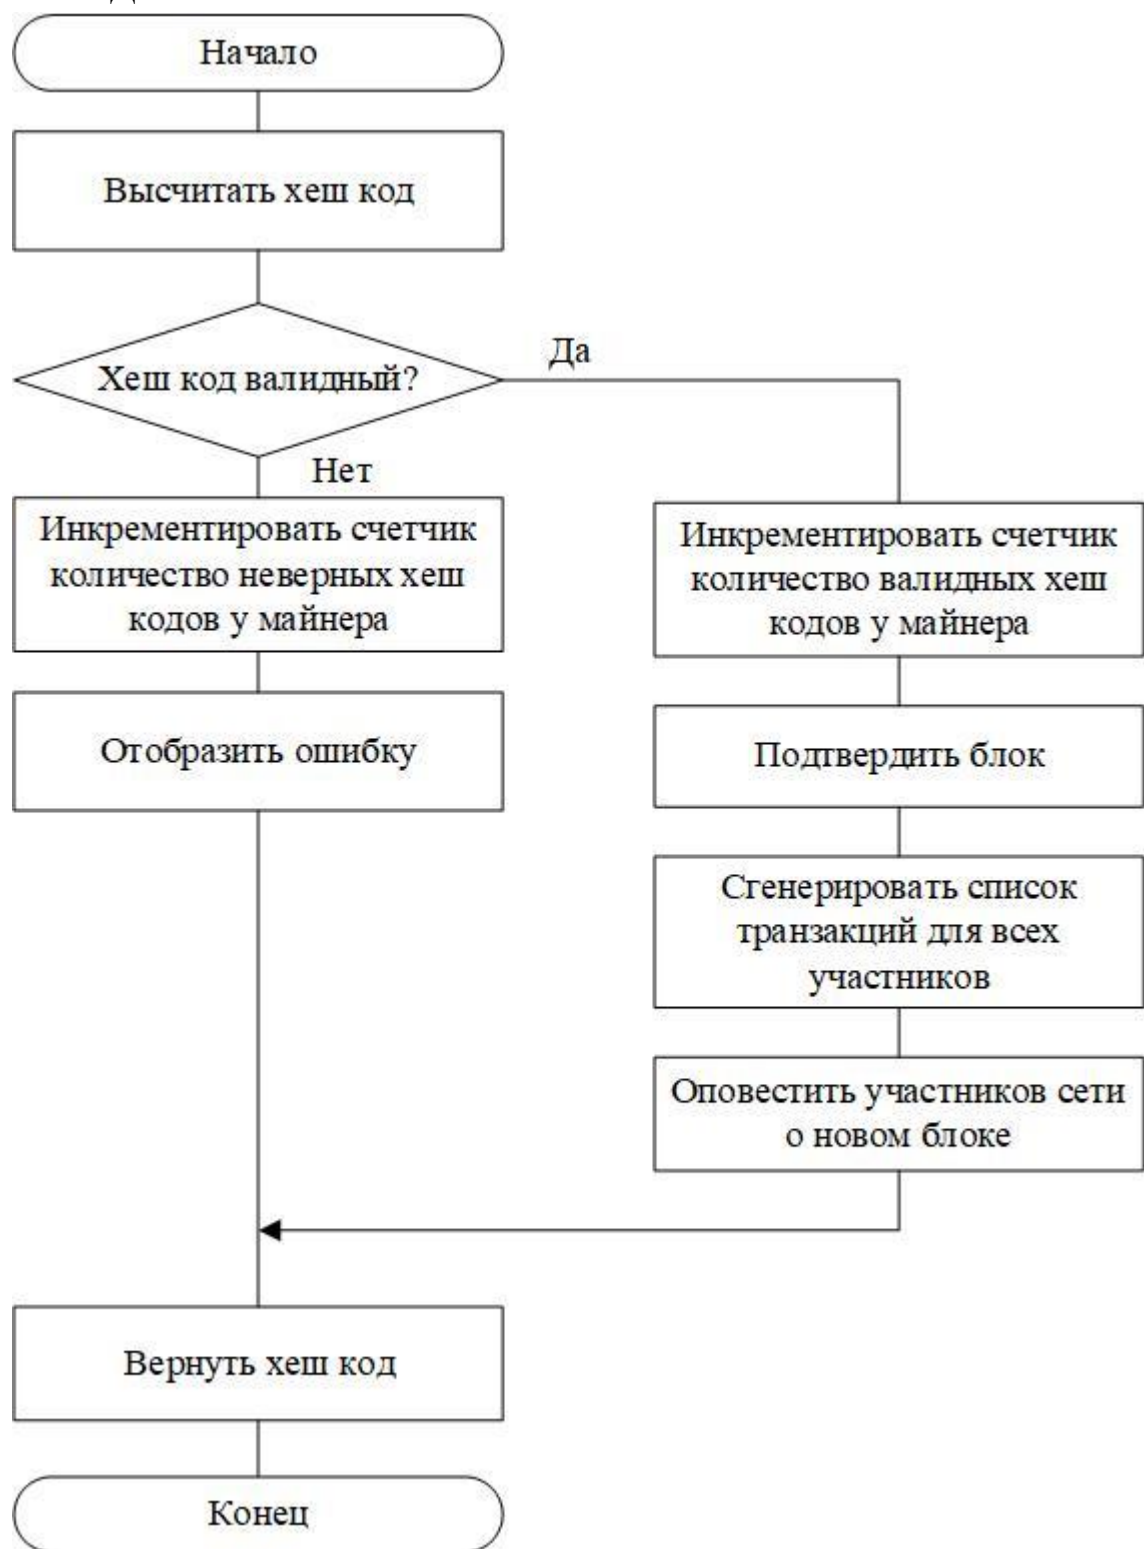 Начало
Высчитать хеш код
Хеш код валидный?
Да
Нет
Инкрементировать счетчик
количество неверных хеш
кодов у майнера
Отобразить ошибку
Инкрементировать счетчик
количество валидных хеш
кодов у майнера
Подтвердить блок
Сгенерировать список
транзакций для всех
участников
Оповестить участников сети
о новом блоке
Вернуть хеш код
Конец